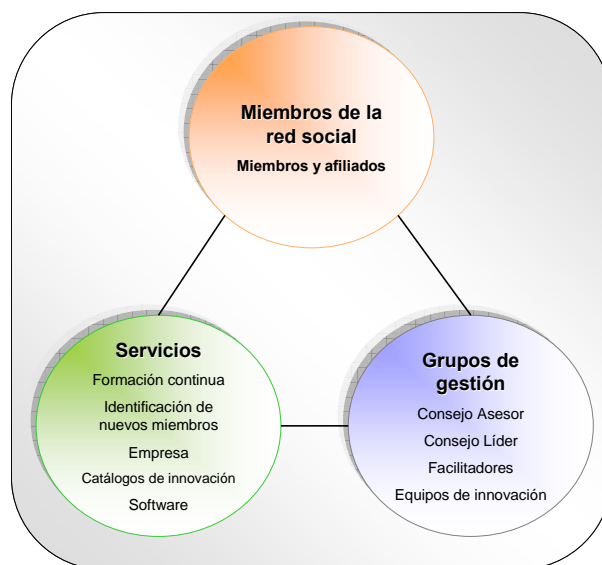 Miembros de la
red social
Miembros y afiliados
Servicios
Formación continua
Identificación de
nuevos miembros
Empresa
Catálogos de innovación
Software
Grupos de
gestión
Consejo Asesor
Consejo Líder
Facilitadores
Equipos de innovación